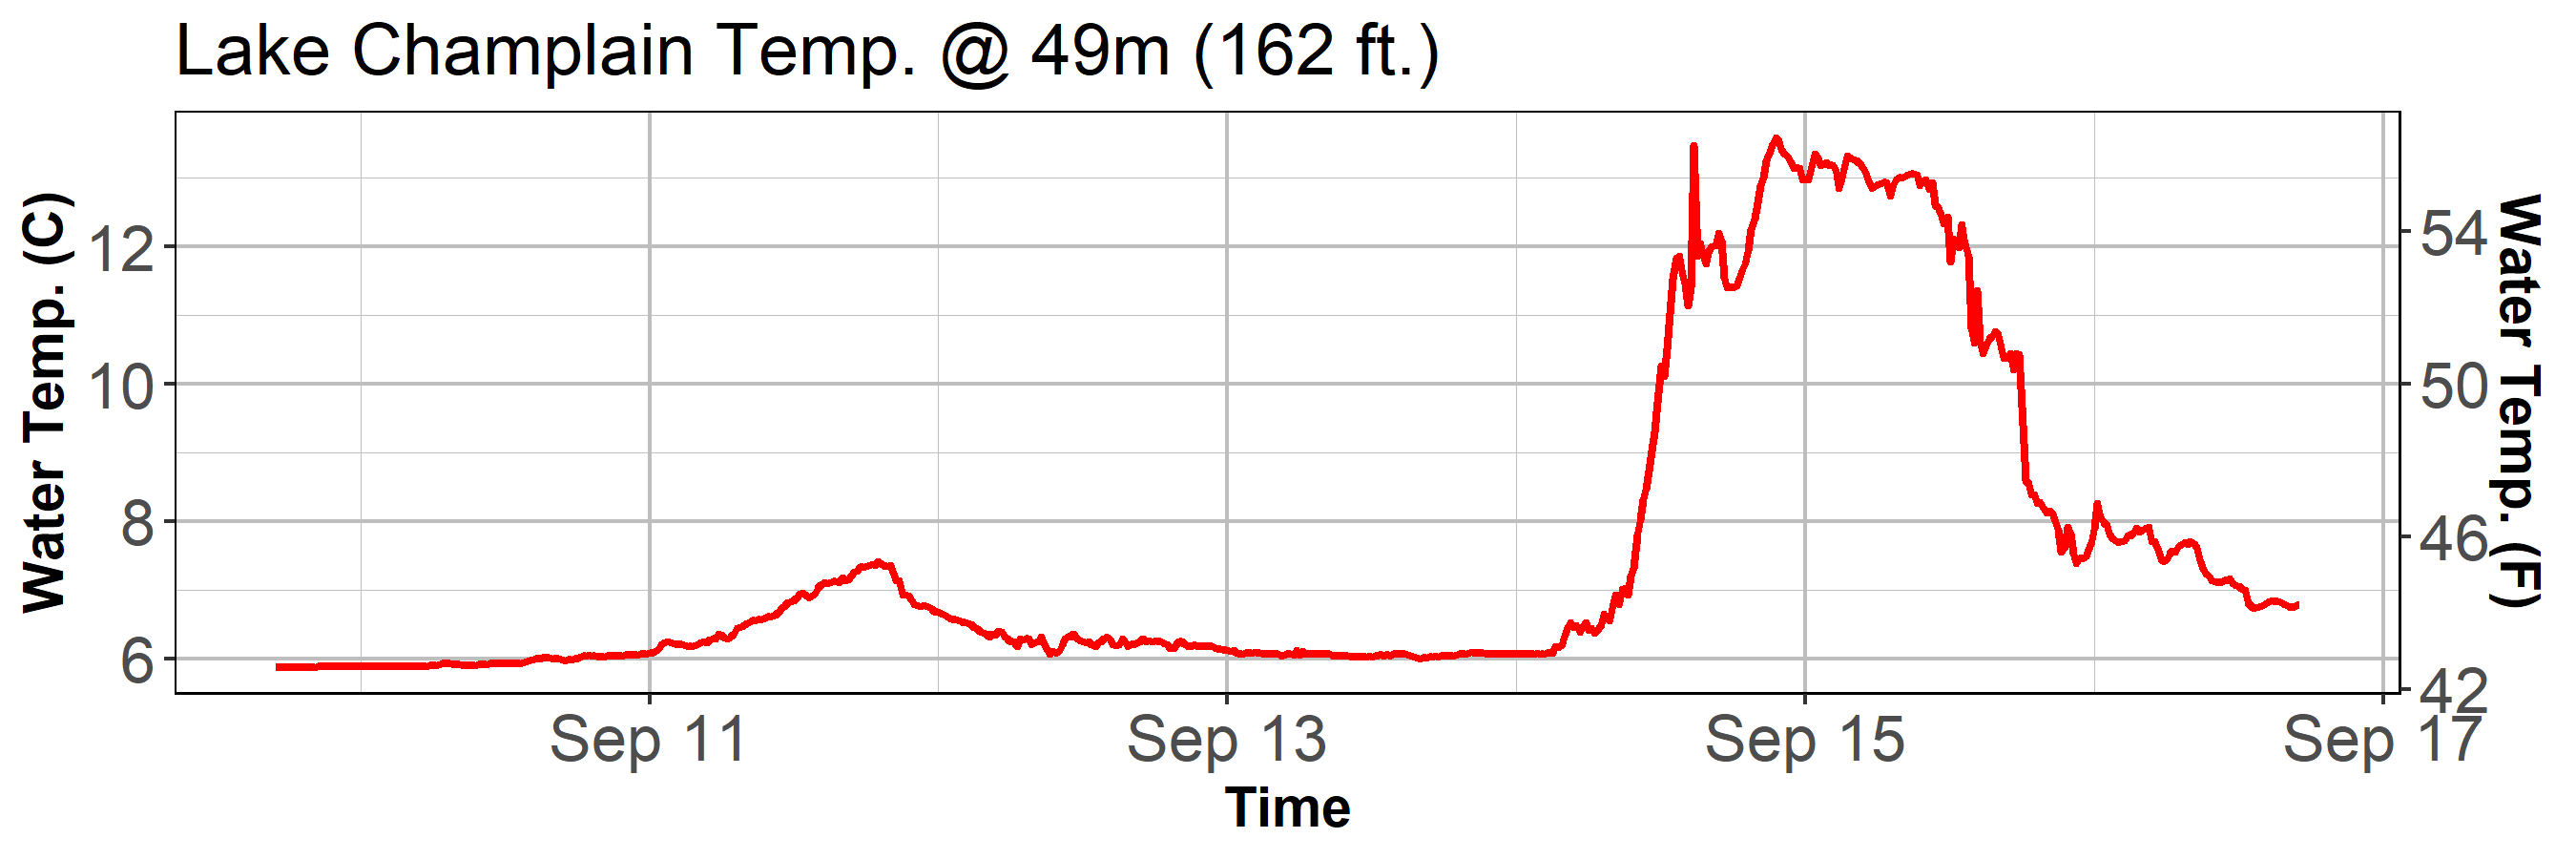 Lake Champlain Temp. @ 49m (162 ft.)
Water Temp. (C)
12
10
8
6
54
50
46
42
Water Temp. (F)
Sep 11 Sep 13 Sep 15 Sep 17
Time